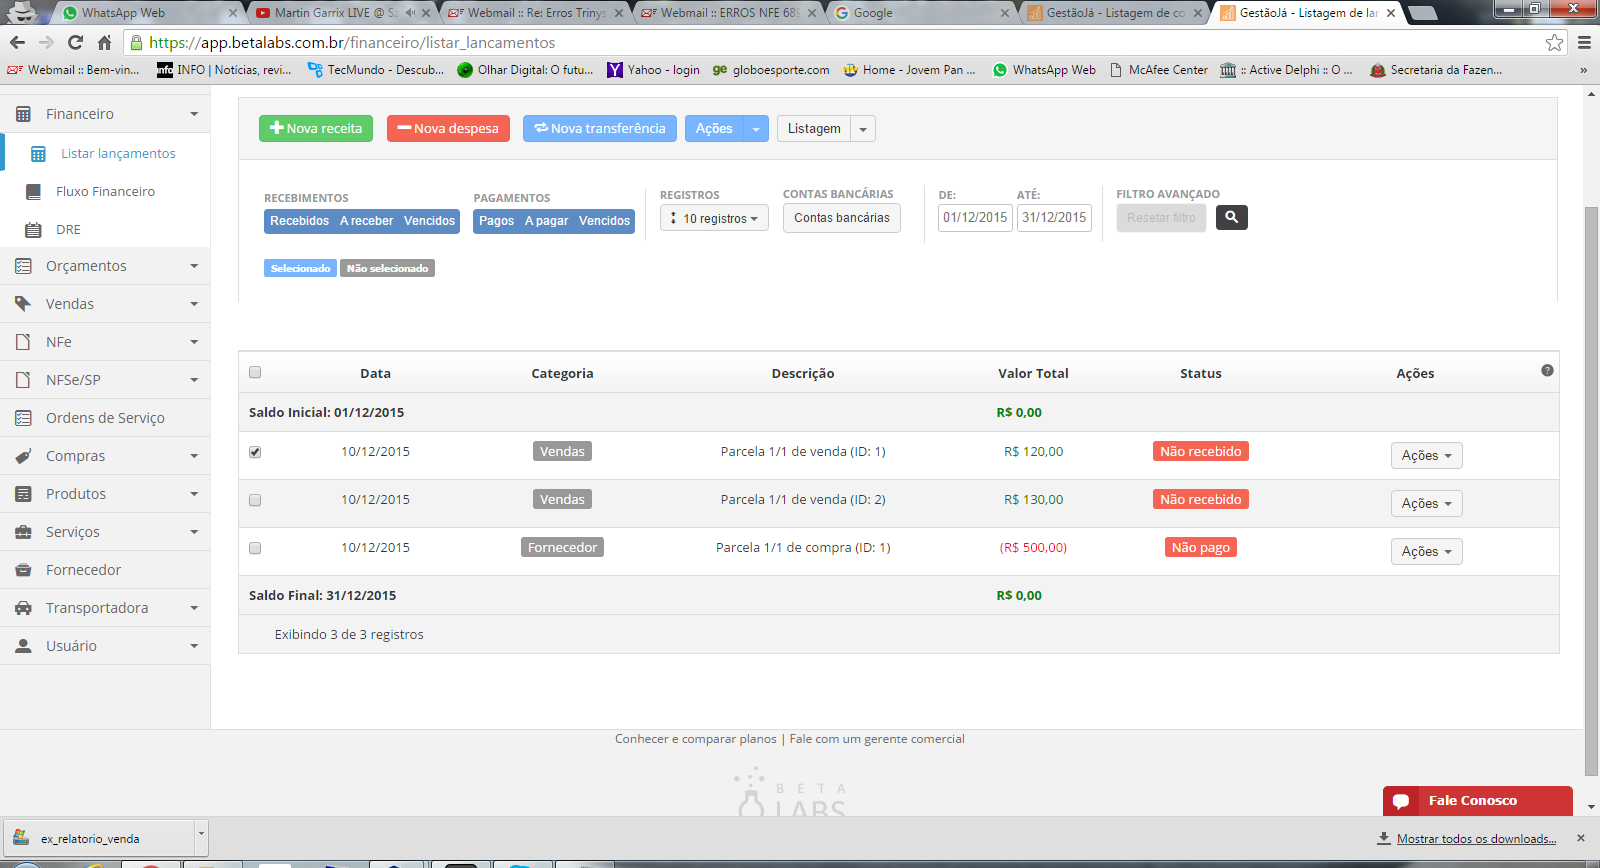 WhatsApp Web
Martin Garrix LIVE @ Sz
Webmail :: Re: Erros Trinys
Webmail :: ERROS NFE 689
Google
GestãoJá - Listagem de co
GestãoJá - Listagem de lan
https://app.betalabs.com.br/financeiro/listar_lancamentos
Webmail :: Bem-vin...
info INFO | Notícias, revi...
TecMundo - Descub...
Olhar Digital: O futu...
Yahoo - login
ge globoesporte.com
Home - Jovem Pan ...
WhatsApp Web
McAfee Center
:: Active Delphi :: O ...
Secretaria da Fazen...
»
Financeiro
Listar lançamentos
Fluxo Financeiro
DRE
Orçamentos
Vendas
NFe
NFSe/SP
Ordens de Serviço
Compras
Produtos
Serviços
Fornecedor
Transportadora
Usuário
Nova receita
Nova despesa
Nova transferência
Ações
Listagem
RECEBIMENTOS
Recebidos A receber Vencidos
PAGAMENTOS
Pagos A pagar Vencidos
REGISTROS
10 registros
CONTAS BANCÁRIAS
Contas bancárias
DE:
01/12/2015
ATÉ:
31/12/2015
FILTRO AVANÇADO
Resetar filtro
Selecionado Não selecionado
Data Categoria Descrição Valor Total Status Ações ?
Saldo Inicial: 01/12/2015 R$ 0,00
10/12/2015 Vendas Parcela 1/1 de venda (ID: 1) R$ 120,00 Não recebido Ações
10/12/2015 Vendas Parcela 1/1 de venda (ID: 2) R$ 130,00 Não recebido Ações
10/12/2015 Fornecedor Parcela 1/1 de compra (ID: 1) (R$ 500,00) Não pago Ações
Saldo Final: 31/12/2015 R$ 0,00
Exibindo 3 de 3 registros
Conhecer e comparar planos | Fale com um gerente comercial
BETA
LABS
Fale Conosco
ex_relatorio_venda
Mostrar todos os downloads...